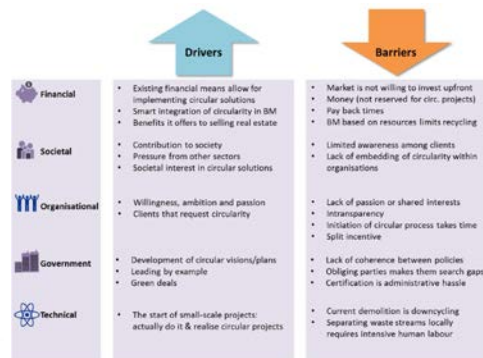 Drivers
Barriers
Financial
Existing financial means allow for
implementing circular solutions
Smart integration of circularity in BM
Benefits it offers to selling real estate
Market is not willing to invest upfront
Money (not reserved for circ. projects)
Pay back times
BM based on resources limits recycling
Societal
Contribution to society
Pressure from other sectors
Societal interest in circular solutions
Limited awareness among clients
Lack of embedding of circularity within
organisations
Organisational
Willingness, ambition and passion
Clients that request circularity
Lack of passion or shared interests
Intransparency
Initiation of circular process takes time
Split incentive
Government
Development of circular visions/plans
Leading by example
Green deals
Lack of coherence between policies
Obliging parties makes them search gaps
Certification is administrative hassle
Technical
The start of small-scale projects:
actually do it & realise circular projects
Current demolition is downcycling
Separating waste streams locally
requires intensive human labour